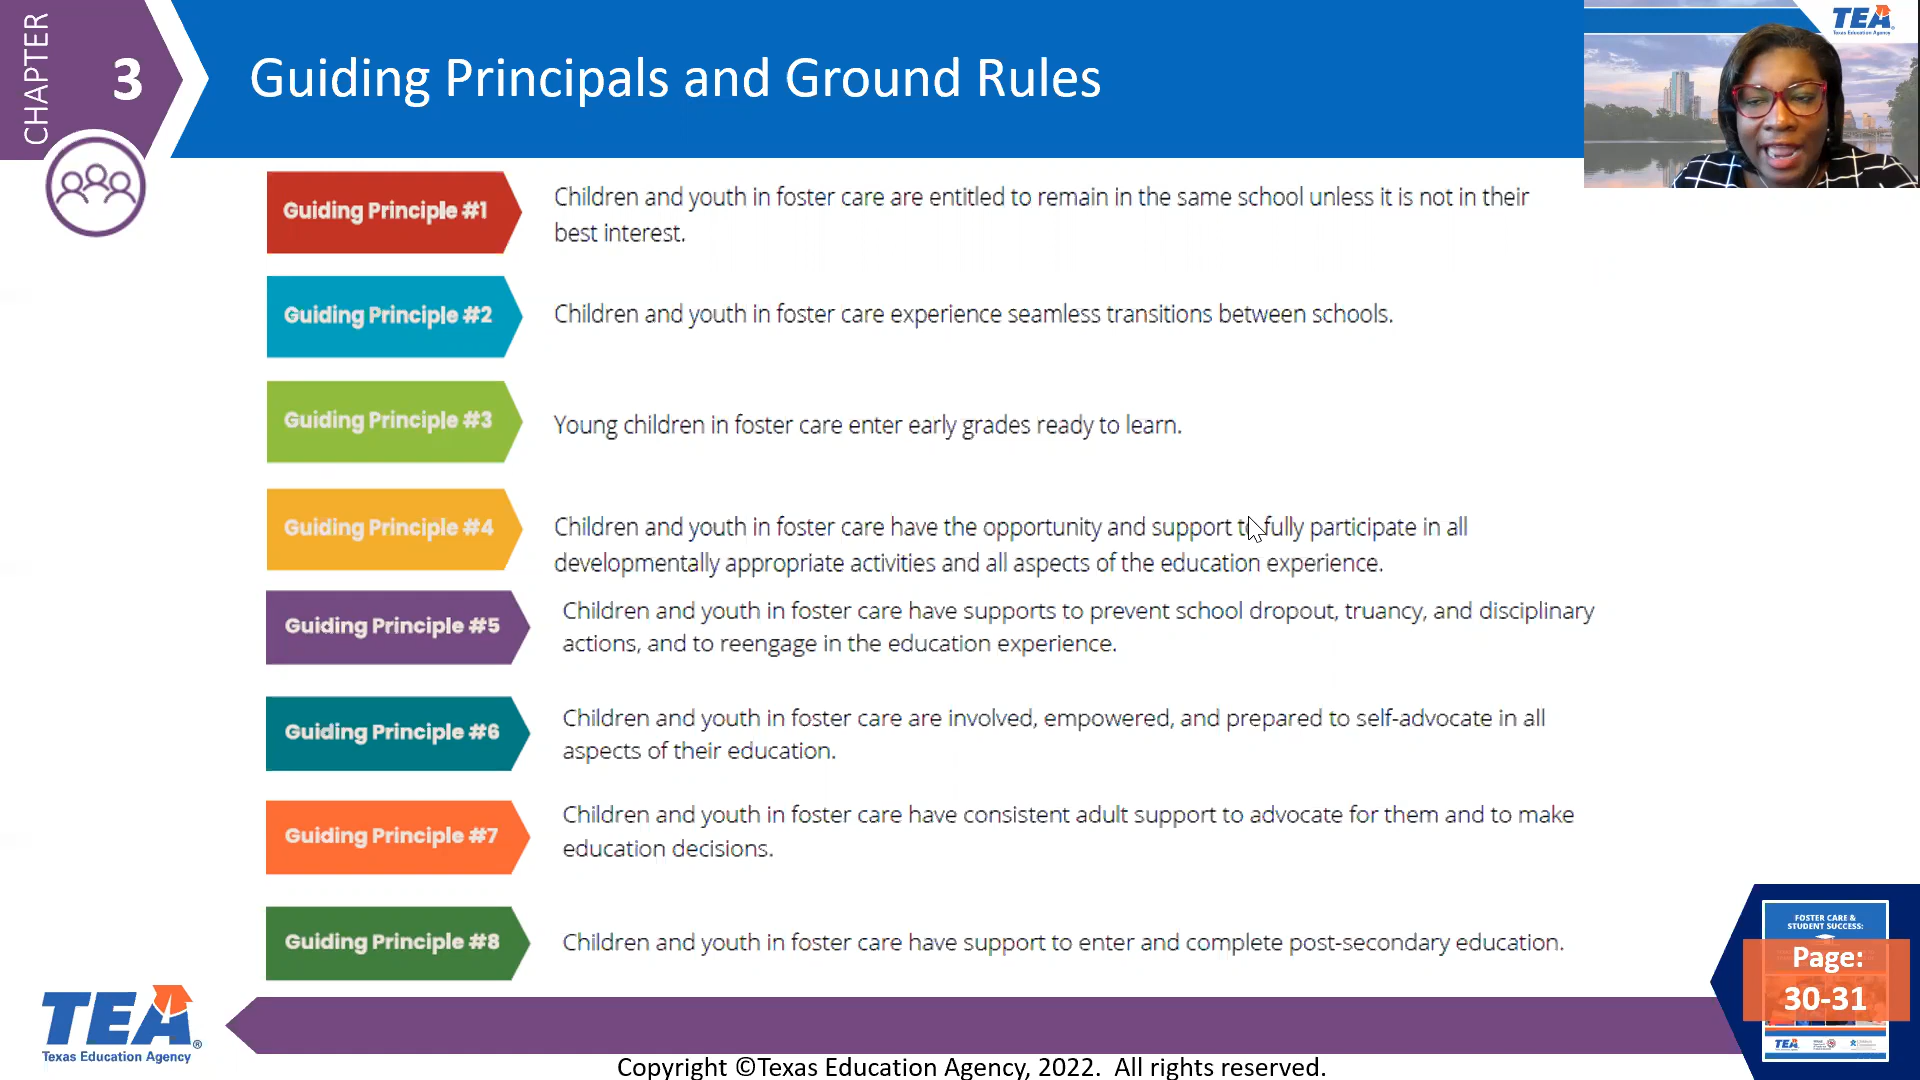 CHAPTER
3
Guiding Principals and Ground Rules
TEA
Texas Education Agency
Guiding Principle #1
Children and youth in foster care are entitled to remain in the same school unless it is not in their
best interest.
Guiding Principle #2
Children and youth in foster care experience seamless transitions between schools.
Guiding Principle #3
Young children in foster care enter early grades ready to learn.
Guiding Principle #4
Children and youth in foster care have the opportunity and support to fully participate in all
developmentally appropriate activities and all aspects of the education experience.
Guiding Principle #5
Children and youth in foster care have supports to prevent school dropout, truancy, and disciplinary
actions, and to reengage in the education experience.
Guiding Principle #6
Children and youth in foster care are involved, empowered, and prepared to self-advocate in all
aspects of their education.
Guiding Principle #7
Children and youth in foster care have consistent adult support to advocate for them and to make
education decisions.
Guiding Principle #8
Children and youth in foster care have support to enter and complete post-secondary education.
FOSTER CARE &
STUDENT SUCCESS:
Page:
30-31
TEA
TEA®
Texas Education Agency
Copyright ©Texas Education Agency, 2022. All rights reserved.